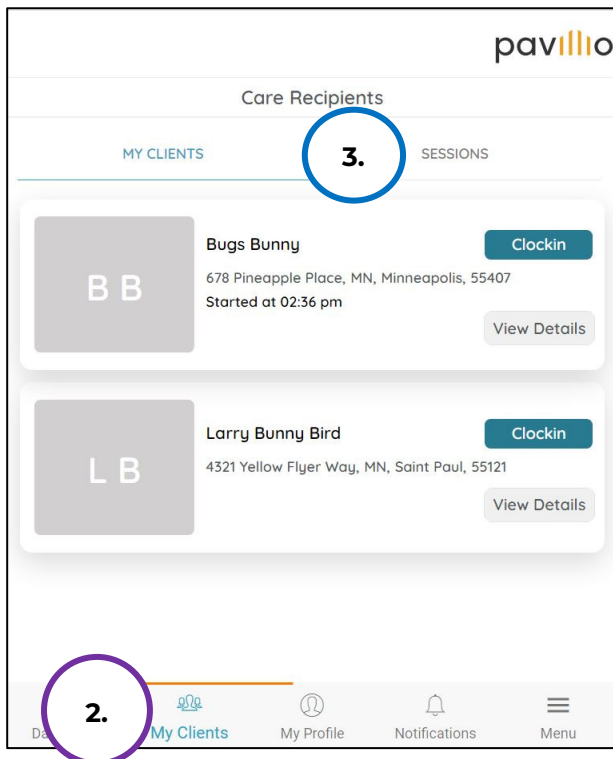 pavillio
Care Recipients
MY CLIENTS 3. SESSIONS
B B
Bugs Bunny Clockin
678 Pineapple Place, MN, Minneapolis, 55407
Started at 02:36 pm
View Details
L B
Larry Bunny Bird Clockin
4321 Yellow Flyer Way, MN, Saint Paul, 55121
View Details
2.
My Clients My Profile Notifications Menu